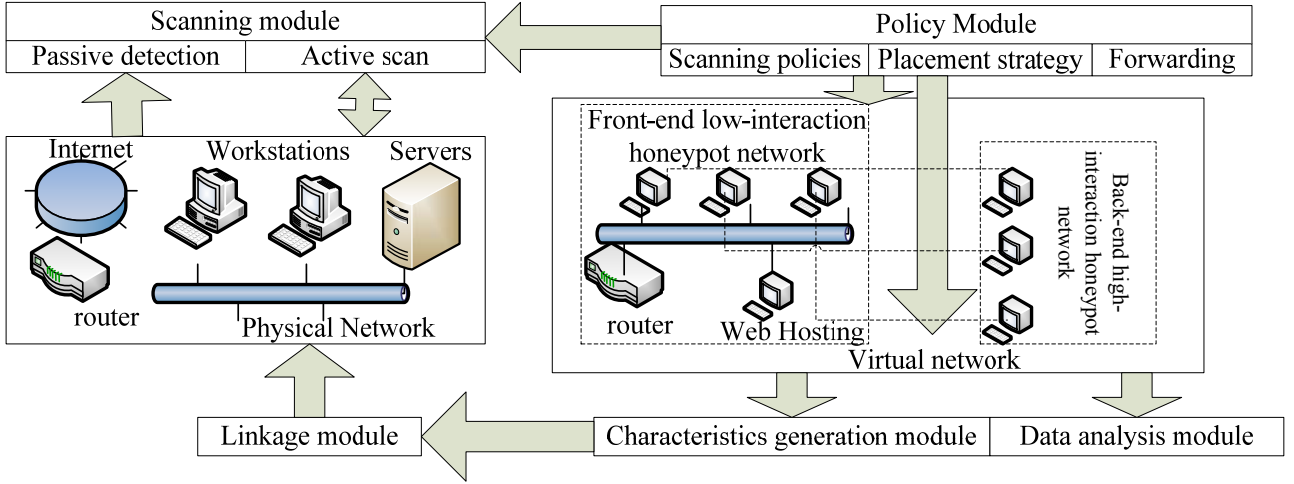 Scanning module
Passive detection
Active scan
Policy Module
Scanning policies
Placement strategy
Forwarding
Internet
Workstations
Servers
router
Physical Network
Front-end low-interaction
honeypot network
router
Web Hosting
Back-end high-
interaction honeypot
network
Virtual network
Linkage module
Characteristics generation module
Data analysis module